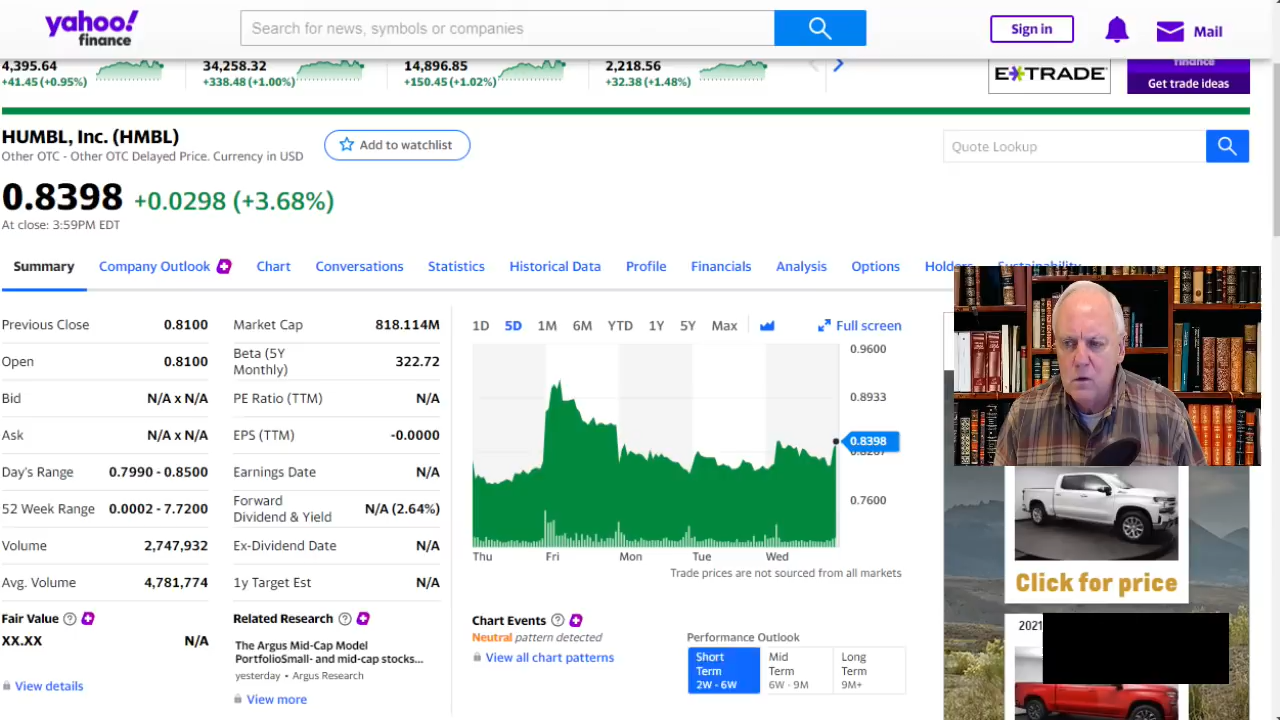 yahoo!
finance
Search for news, symbols or companies
Sign in
Mail
4,395.64
+41.45 (+0.95%)
34,258.32
+338.48 (+1.00%)
14,896.85
+150.45 (+1.02%)
2,218.56
+32.38 (+1.48%)
E*TRADE
finance
Get trade ideas
HUMBL, Inc. (HMBL)
Other OTC - Other OTC Delayed Price. Currency in USD
Add to watchlist
Quote Lookup
0.8398 +0.0298 (+3.68%)
At close: 3:59PM EDT
Summary
Company Outlook
Chart
Conversations
Statistics
Historical Data
Profile
Financials
Analysis
Options
Holders
Sustainability
Previous Close 0.8100
Open 0.8100
Bid N/A x N/A
Ask N/A x N/A
Day's Range 0.7990 - 0.8500
52 Week Range 0.0002 - 7.7200
Volume 2,747,932
Avg. Volume 4,781,774
Market Cap 818.114M
Beta (5Y
Monthly) 322.72
PE Ratio (TTM) N/A
EPS (TTM) -0.0000
Earnings Date N/A
Forward
Dividend & Yield N/A (2.64%)
Ex-Dividend Date N/A
1y Target Est N/A
Fair Value
XX.XX N/A
View details
Related Research
The Argus Mid-Cap Model
PortfolioSmall- and mid-cap stocks...
yesterday • Argus Research
View more
1D 5D 1M 6M YTD 1Y 5Y Max
Full screen
0.9600
0.8933
0.8398
0.8267
0.7600
Thu Fri Mon Tue Wed
Trade prices are not sourced from all markets
Chart Events
Neutral pattern detected
View all chart patterns
Performance Outlook
Short
Term
2W - 6W
Mid
Term
6W - 9M
Long
Term
9M+
Click for price
2021